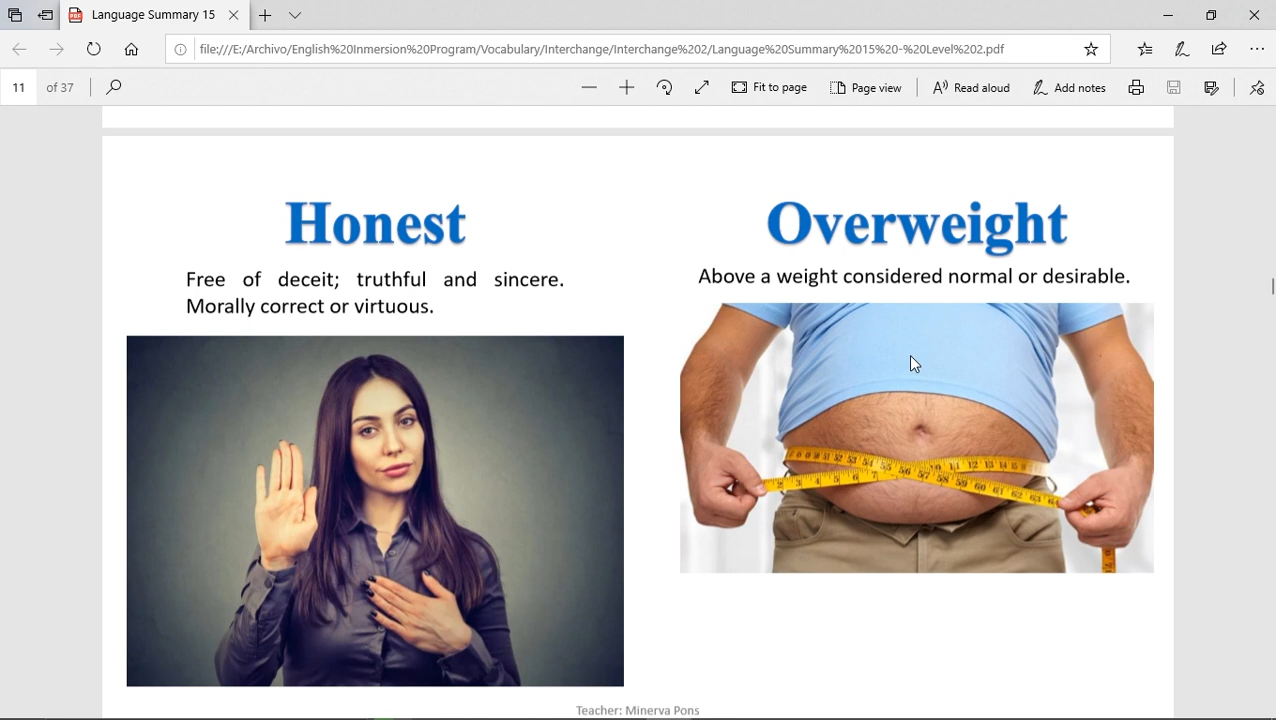 Language Summary 15
file:///E:/Archivo/English%20Inmersion%20Program/Vocabulary/Interchange/Interchange%202/Language%20Summary%2015%20-%20Level%202.pdf
11 of 37
Fit to page
Page view
Read aloud
Add notes
Honest
Free of deceit; truthful and sincere.
Morally correct or virtuous.
Overweight
Above a weight considered normal or desirable.
Teacher: Minerva Pons